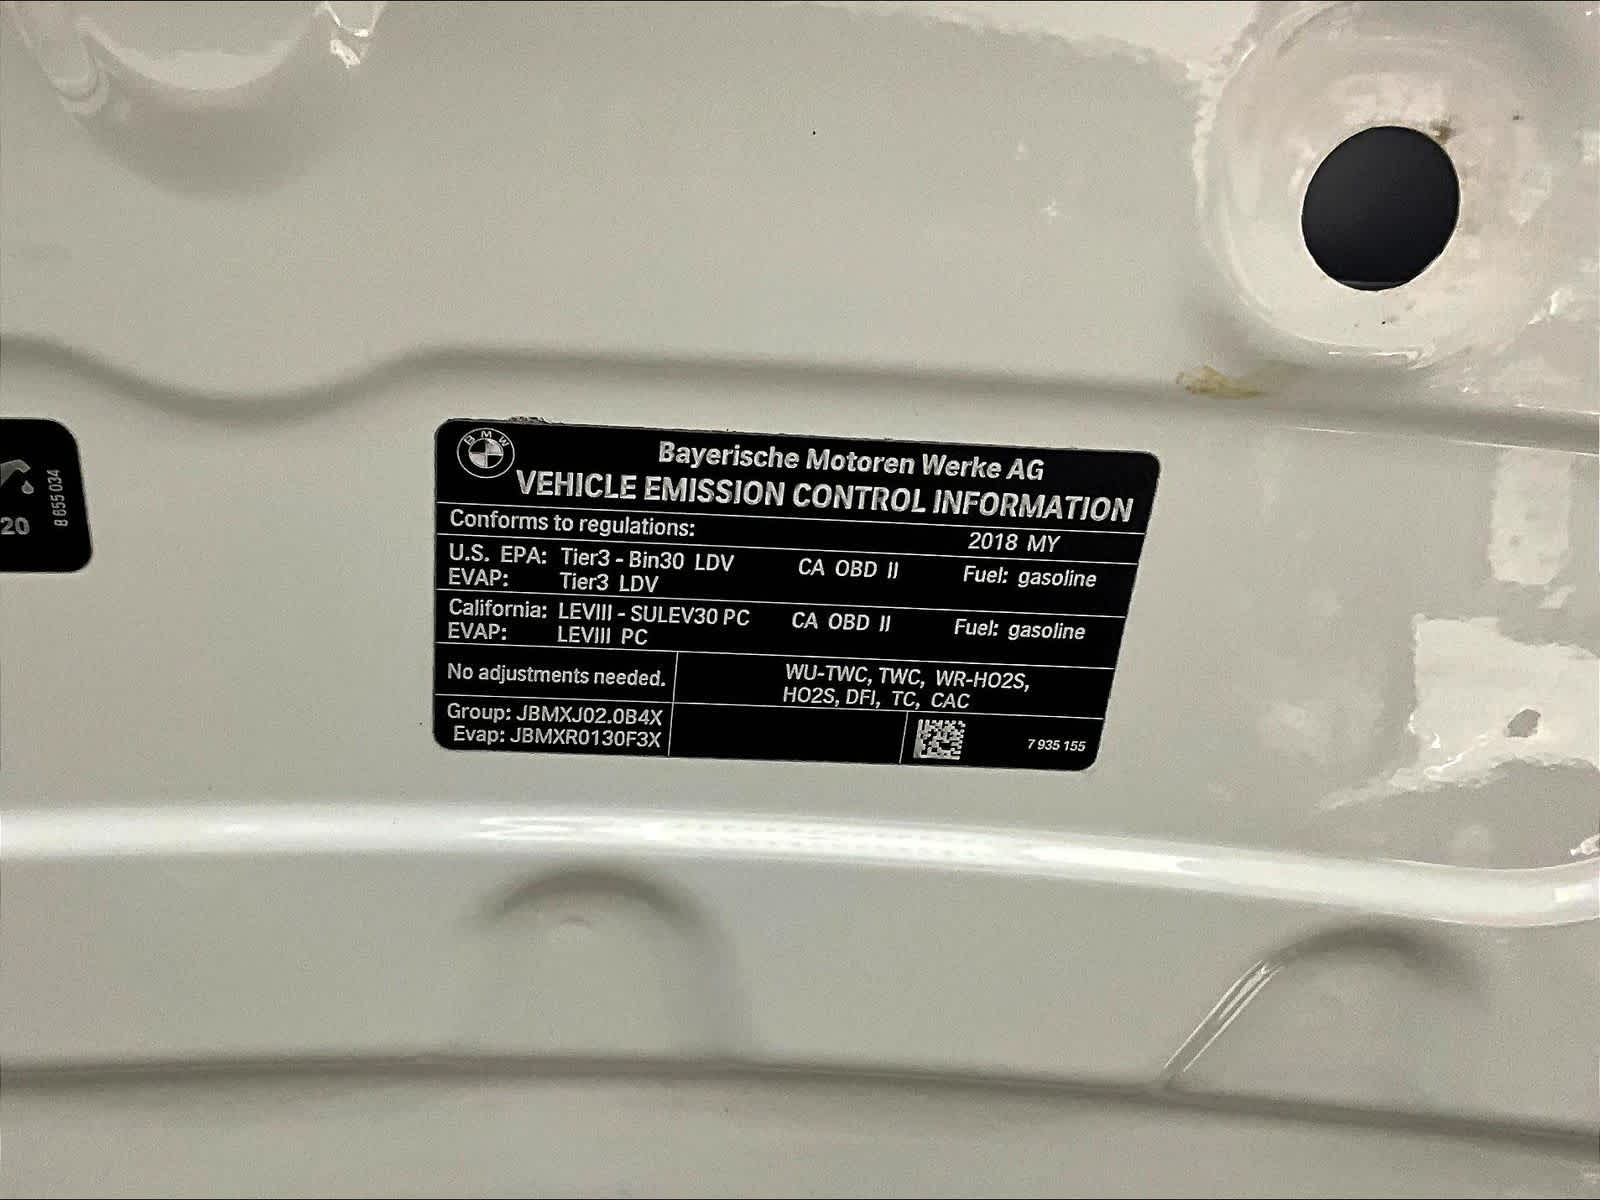 BMW
Bayerische Motoren Werke AG
VEHICLE EMISSION CONTROL INFORMATION
Conforms to regulations: 2018 MY
U.S. EPA: Tier3 - Bin30 LDV CA OBD II Fuel: gasoline
EVAP: Tier3 LDV
California: LEVIII - SULEV30 PC CA OBD II Fuel: gasoline
EVAP: LEVIII PC
No adjustments needed.
WU-TWC, TWC, WR-HO2S,
HO2S, DFI, TC, CAC
Group: JBMXJ02.0B4X
Evap: JBMXR0130F3X
7 935 155
20
8 655 034